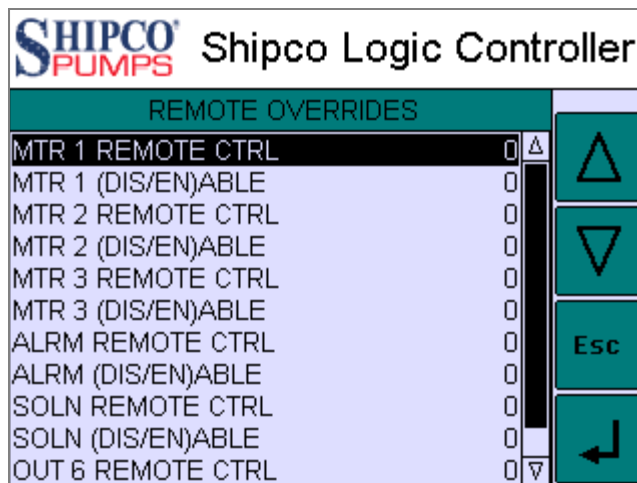 SHIPCO
PUMPS
Shipco Logic Controller
REMOTE OVERRIDES
MTR 1 REMOTE CTRL 0
MTR 1 (DIS/EN)ABLE 0
MTR 2 REMOTE CTRL 0
MTR 2 (DIS/EN)ABLE 0
MTR 3 REMOTE CTRL 0
MTR 3 (DIS/EN)ABLE 0
ALRM REMOTE CTRL 0
ALRM (DIS/EN)ABLE 0
SOLN REMOTE CTRL 0
SOLN (DIS/EN)ABLE 0
OUT 6 REMOTE CTRL 0
Esc